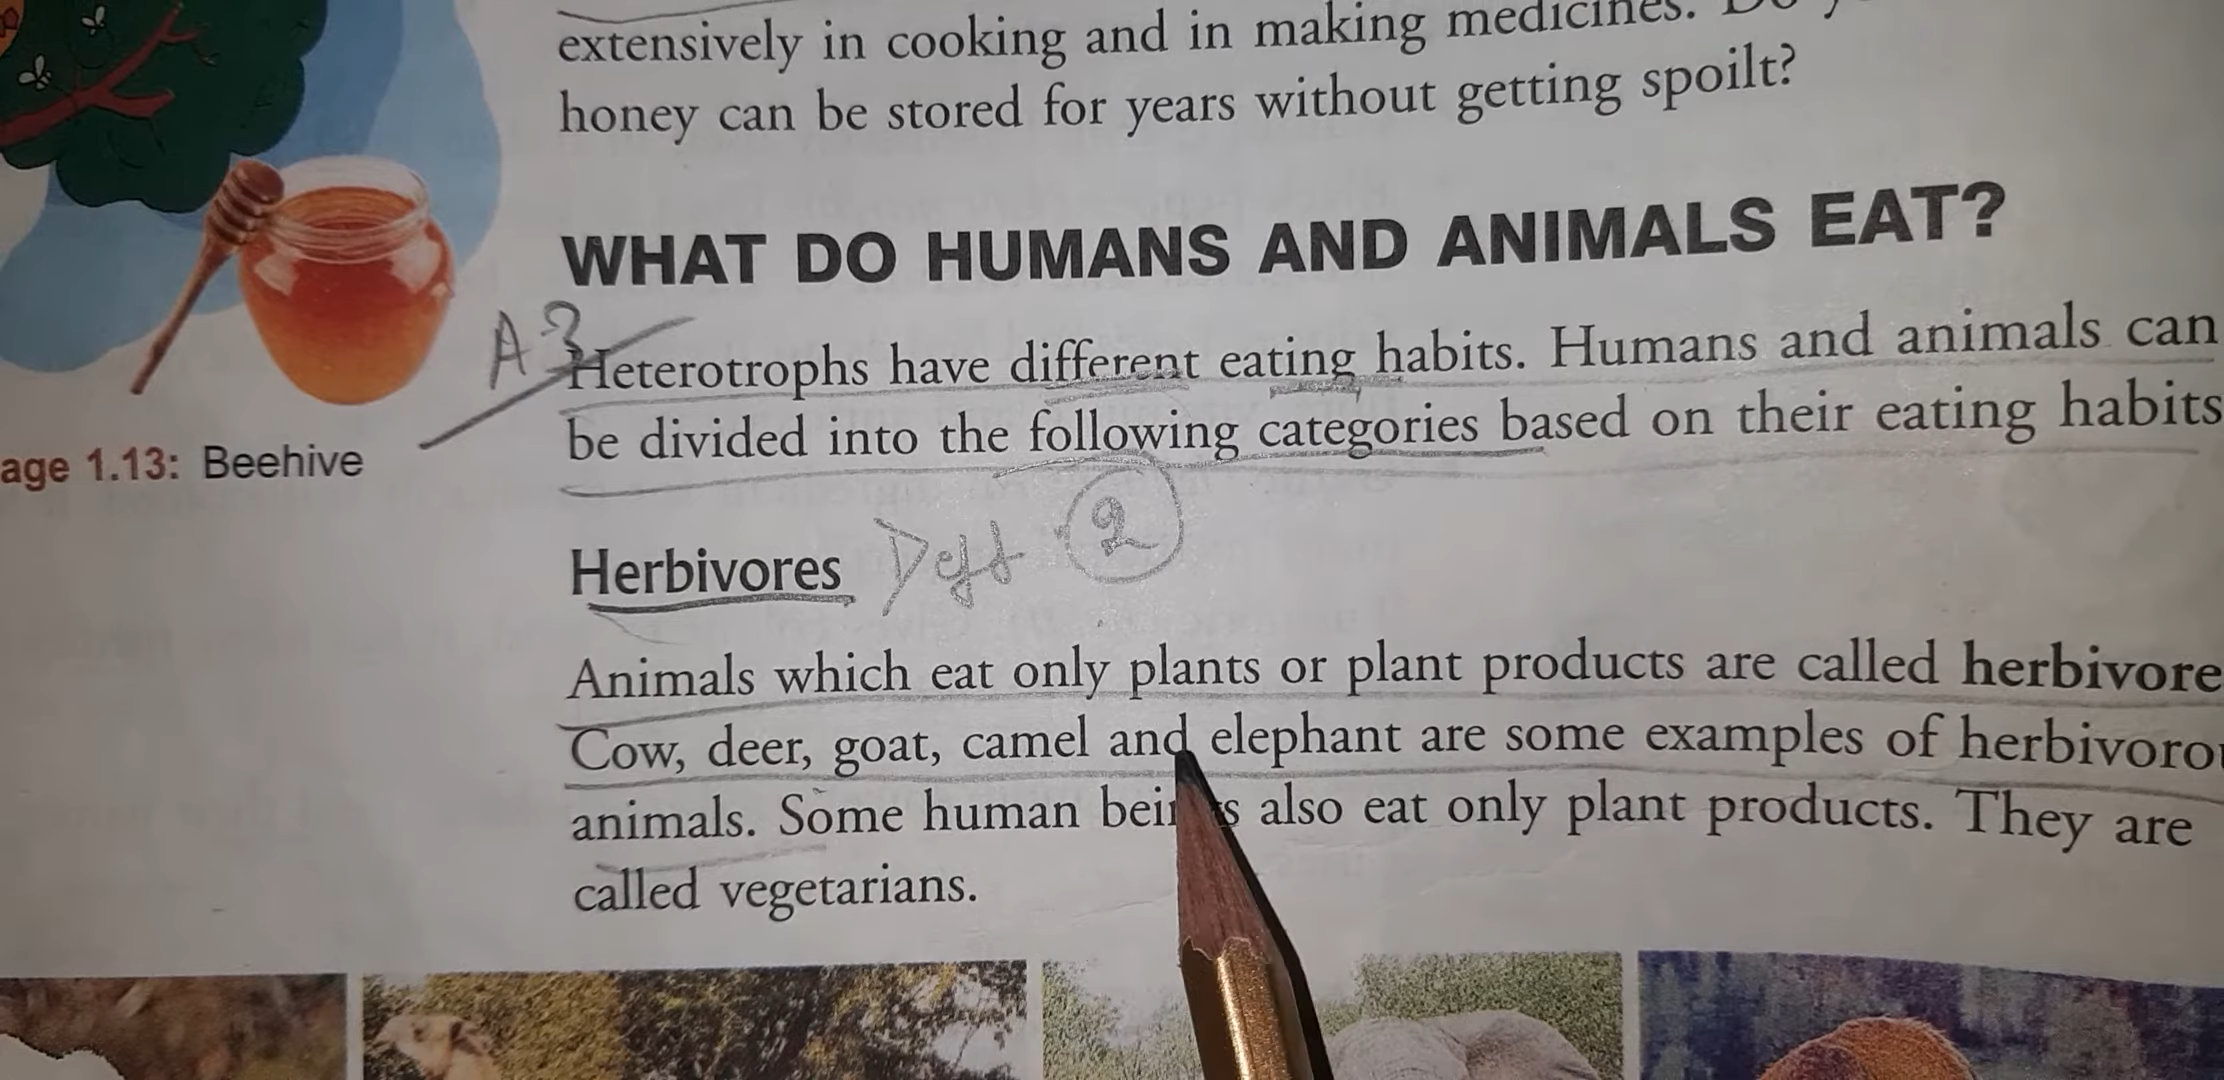 extensively in cooking and in making medicines.
honey can be stored for years without getting spoilt?
WHAT DO HUMANS AND ANIMALS EAT?
A3
Heterotrophs have different eating habits. Humans and animals can
be divided into the following categories based on their eating habits
age 1.13: Beehive
Herbivores 2
Animals which eat only plants or plant products are called herbivore
Cow, deer, goat, camel and elephant are some examples of herbivoro
animals. Some human bei s also eat only plant products. They are
called vegetarians.